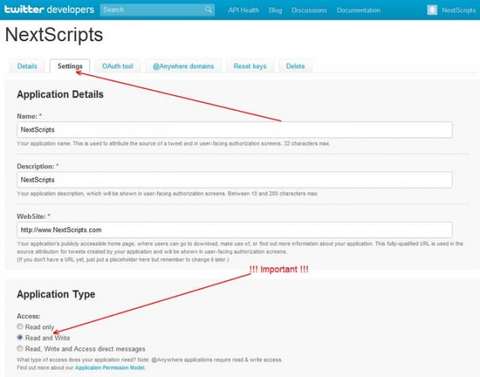 twitter developers Search API Health Blog Discussions Documentation NextScripts
NextScripts
Details Settings OAuth tool @Anywhere domains Reset keys Delete
Application Details
Name: *
NextScripts
Your application name. This is used to attribute the source of a tweet and in user-facing authorization screens. 32 characters max.
Description: *
NextScripts
Your application description, which will be shown in user-facing authorization screens. Between 10 and 200 characters max.
WebSite: *
http://www.NextScripts.com
Your application's publicly accessible home page, where users can go to download, make use of, or find out more information about your application. This fully-qualified URL is used in the
source attribution for tweets created by your application and will be shown in user-facing authorization screens.
(If you don't have a URL yet, just put a placeholder here but remember to change it later.)
!!! Important !!!
Application Type
Access:
Read only
Read and Write
Read, Write and Access direct messages
What type of access does your application need? Note: @Anywhere applications require read & write access.
Find out more about our Application Permission Model.